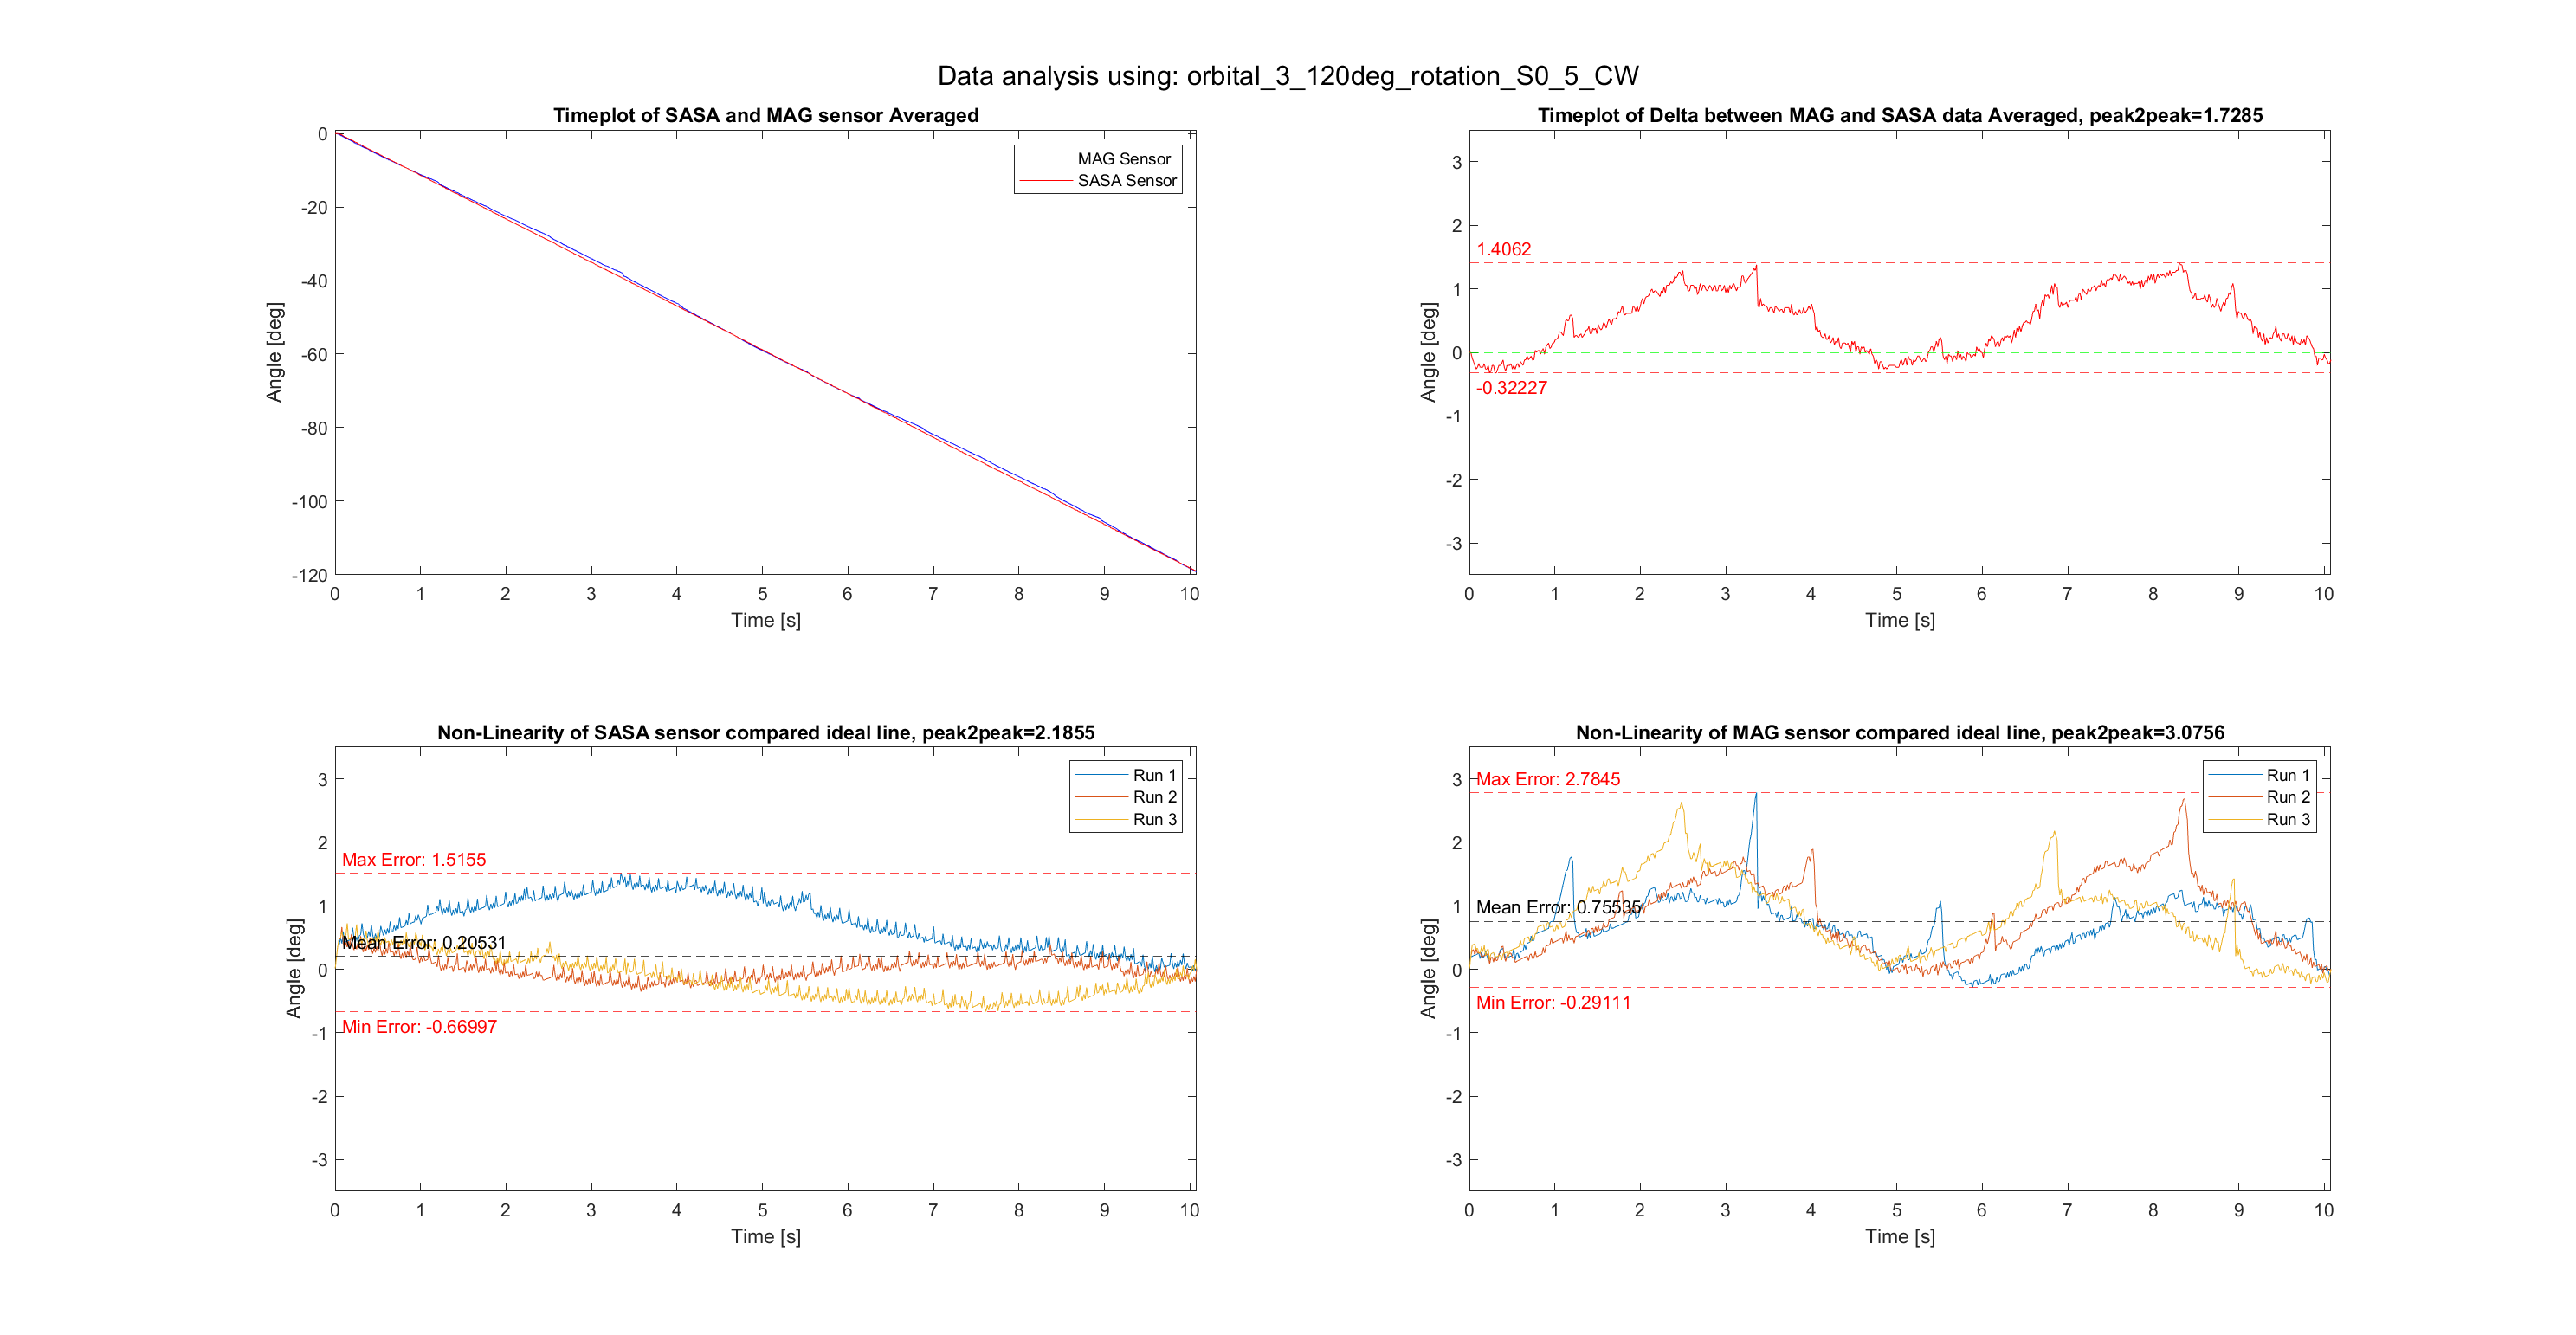 Data analysis using: orbital_3_120deg_rotation_S0_5_CW
Timeplot of SASA and MAG sensor Averaged
0
-20
-40
-60
-80
-100
-120
Angle [deg]
MAG Sensor
SASA Sensor
0 1 2 3 4 5 6 7 8 9 10
Time [s]
Timeplot of Delta between MAG and SASA data Averaged, peak2peak=1.7285
3
2
1
0
-1
-2
-3
Angle [deg]
1.4062
-0.32227
0 1 2 3 4 5 6 7 8 9 10
Time [s]
Non-Linearity of SASA sensor compared ideal line, peak2peak=2.1855
3
2
1
0
-1
-2
-3
Angle [deg]
Run 1
Run 2
Run 3
Max Error: 1.5155
Mean Error: 0.20531
Min Error: -0.66997
0 1 2 3 4 5 6 7 8 9 10
Time [s]
Non-Linearity of MAG sensor compared ideal line, peak2peak=3.0756
3
2
1
0
-1
-2
-3
Angle [deg]
Run 1
Run 2
Run 3
Max Error: 2.7845
Mean Error: 0.75535
Min Error: -0.29111
0 1 2 3 4 5 6 7 8 9 10
Time [s]